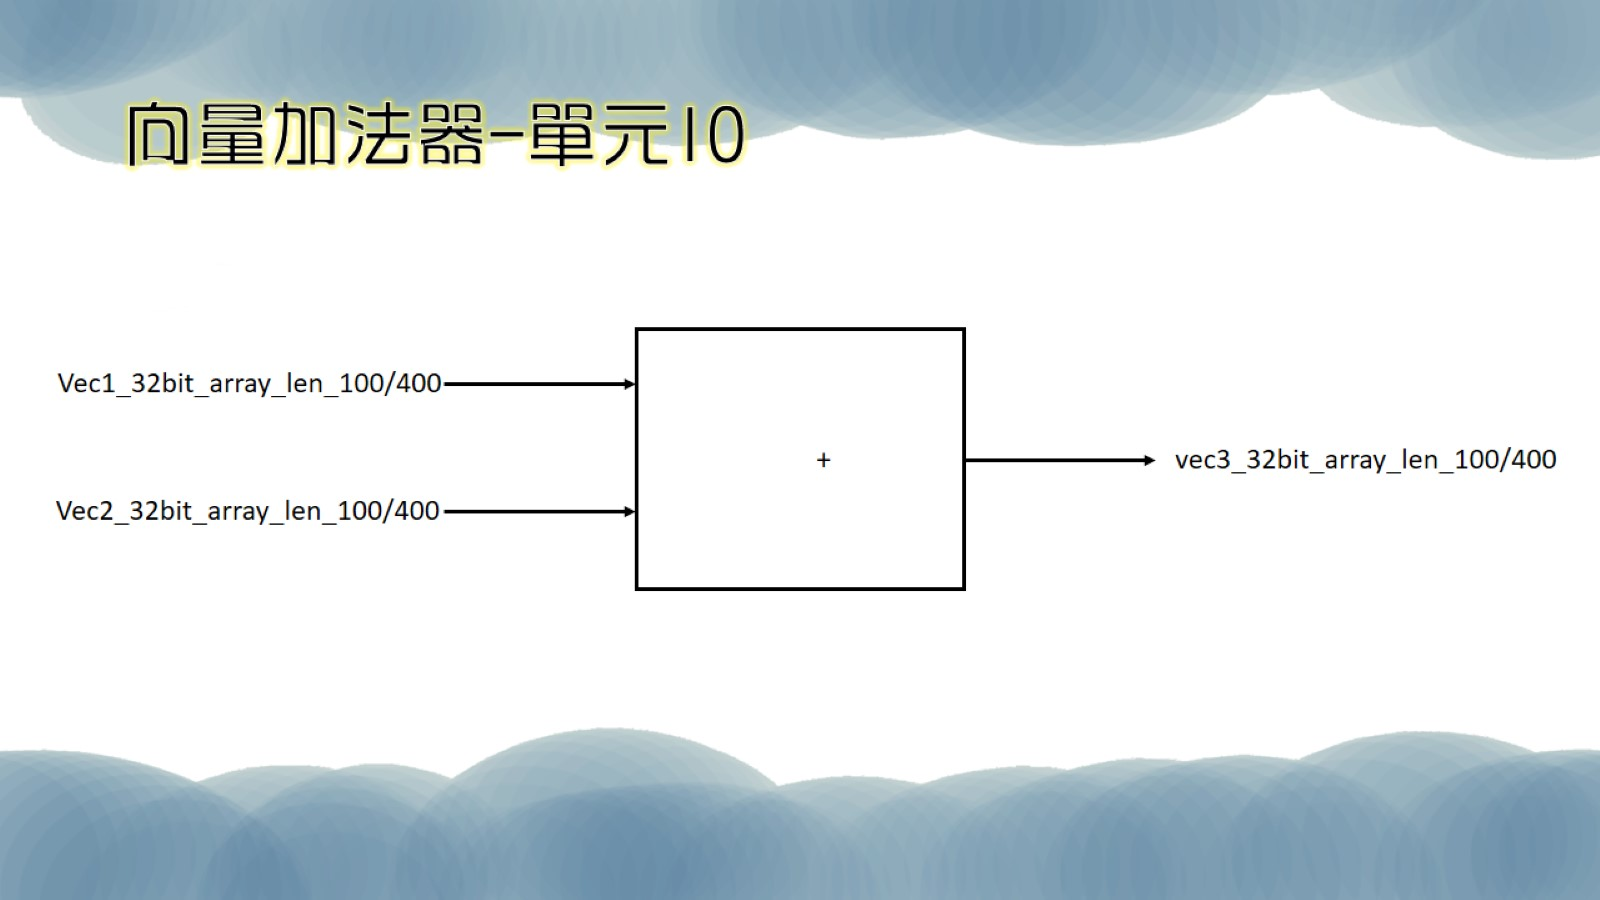 向量加法器-單元10
Vec1_32bit_array_len_100/400
+
vec3_32bit_array_len_100/400
Vec2_32bit_array_len_100/400